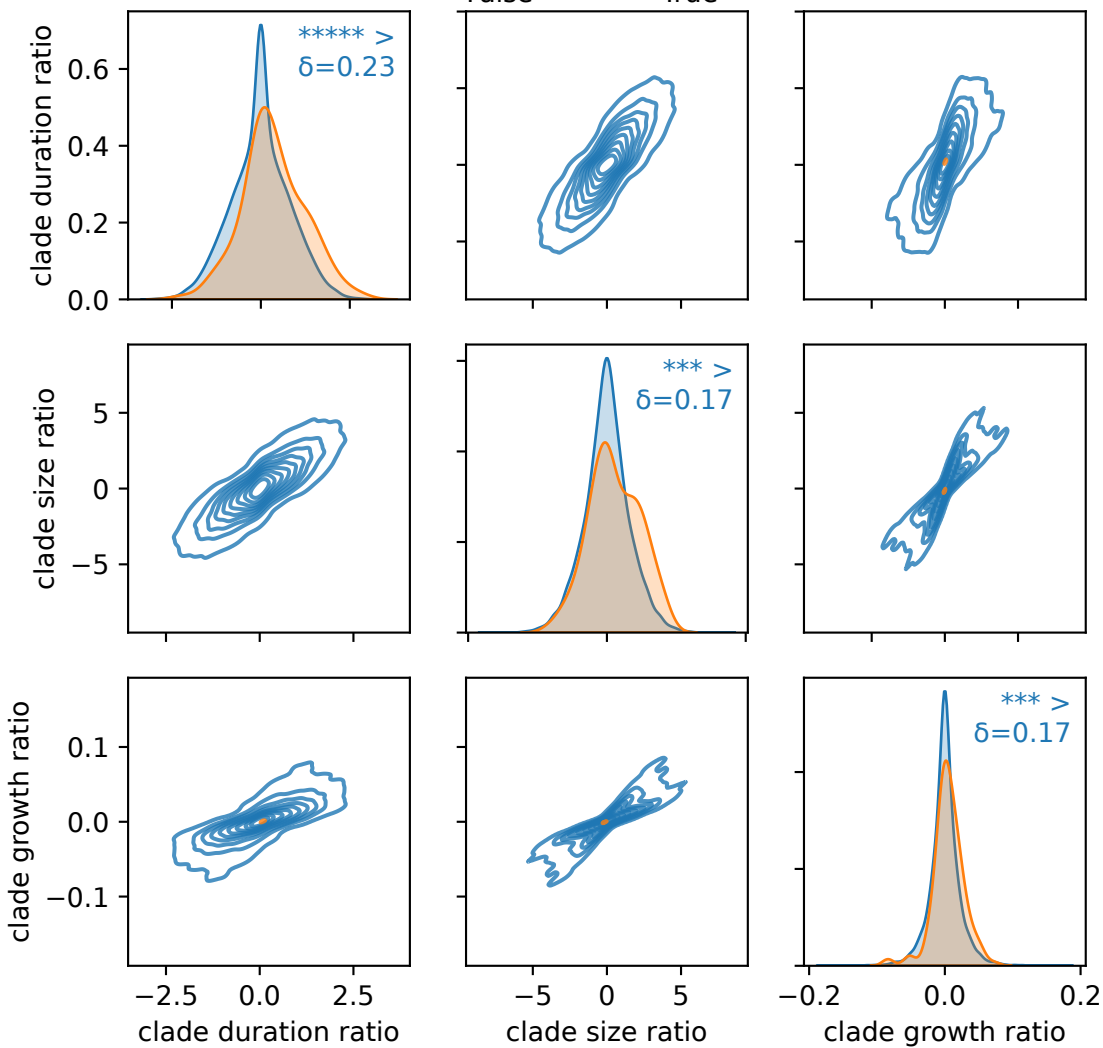 True
clade duration ratio
0.6
0.4
0.2
0.0
***** >
δ=0.23
clade size ratio
5
0
−5
*** >
δ=0.17
clade growth ratio
0.1
0.0
−0.1
*** >
δ=0.17
−2.5 0.0 2.5
−5 0 5
−0.2 0.0 0.2
clade duration ratio
clade size ratio
clade growth ratio